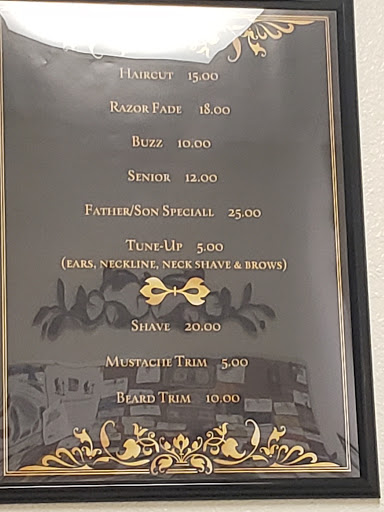 Haircut 15.00
Razor Fade 18.00
Buzz 10.00
Senior 12.00
Father/Son Speciall 25.00
Tune-Up 5.00
(ears, neckline, neck shave & brows)
Shave 20.00
Mustache Trim 5.00
Beard Trim 10.00